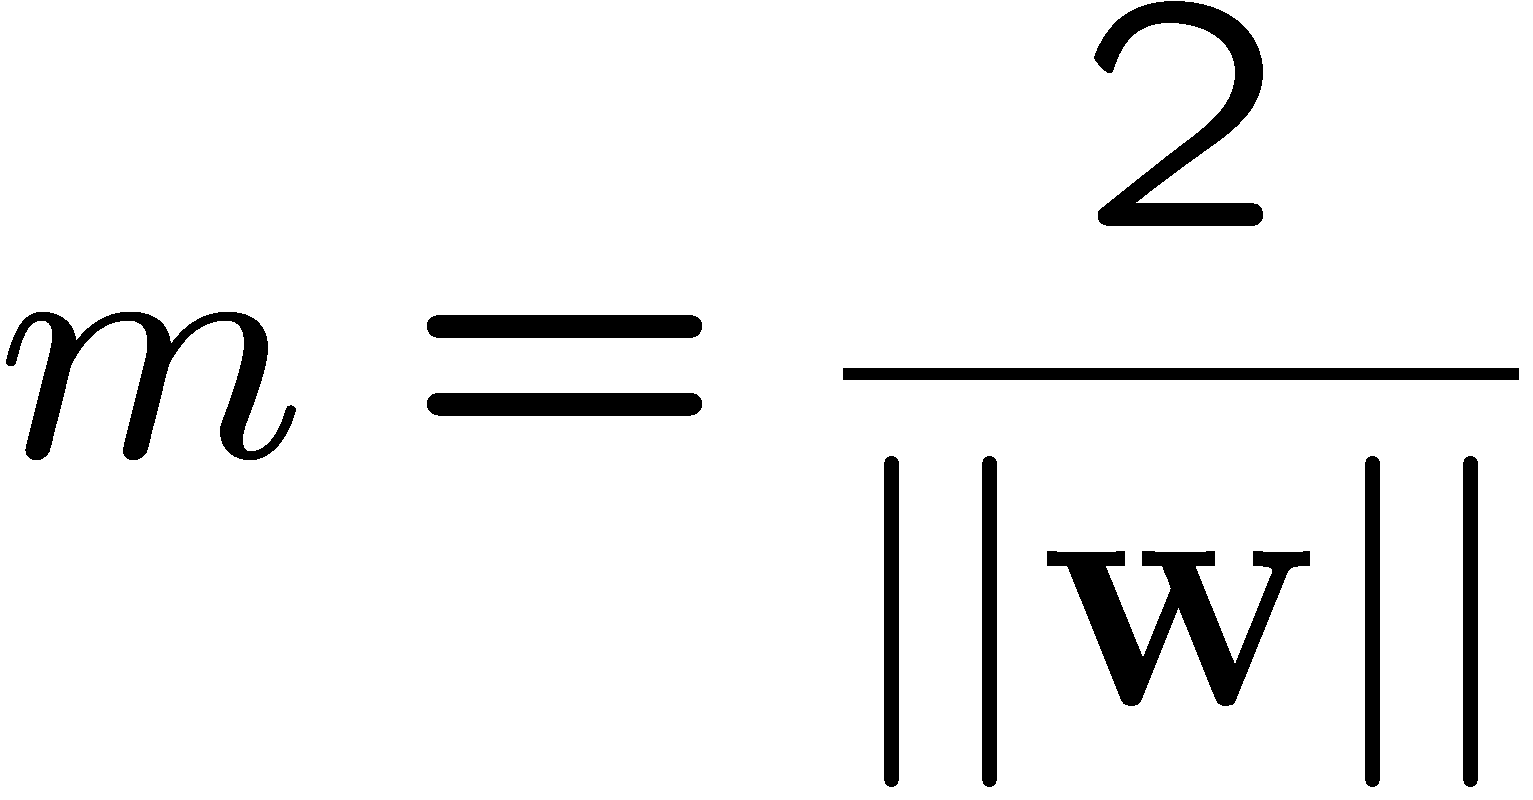 m = 2 / ||w||